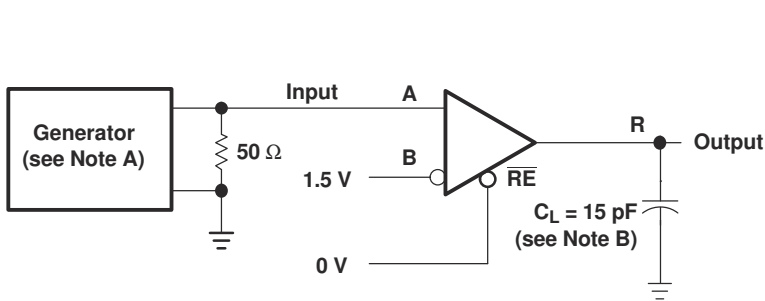 Input
A
Generator
(see Note A)
50 Ω
B
1.5 V
RE
R
Output
C_L = 15 pF
(see Note B)
0 V